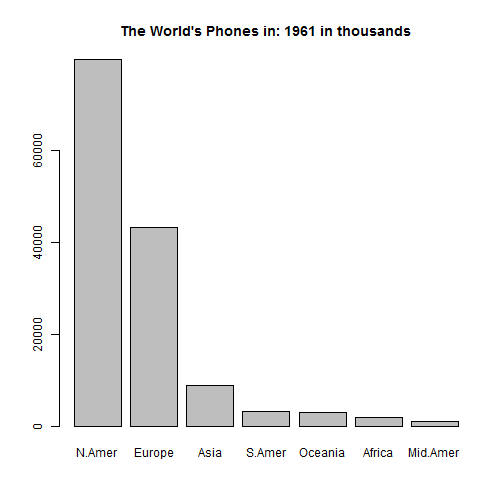 The World's Phones in: 1961 in thousands
60000
40000
20000
0
N.Amer Europe Asia S.Amer Oceania Africa Mid.Amer